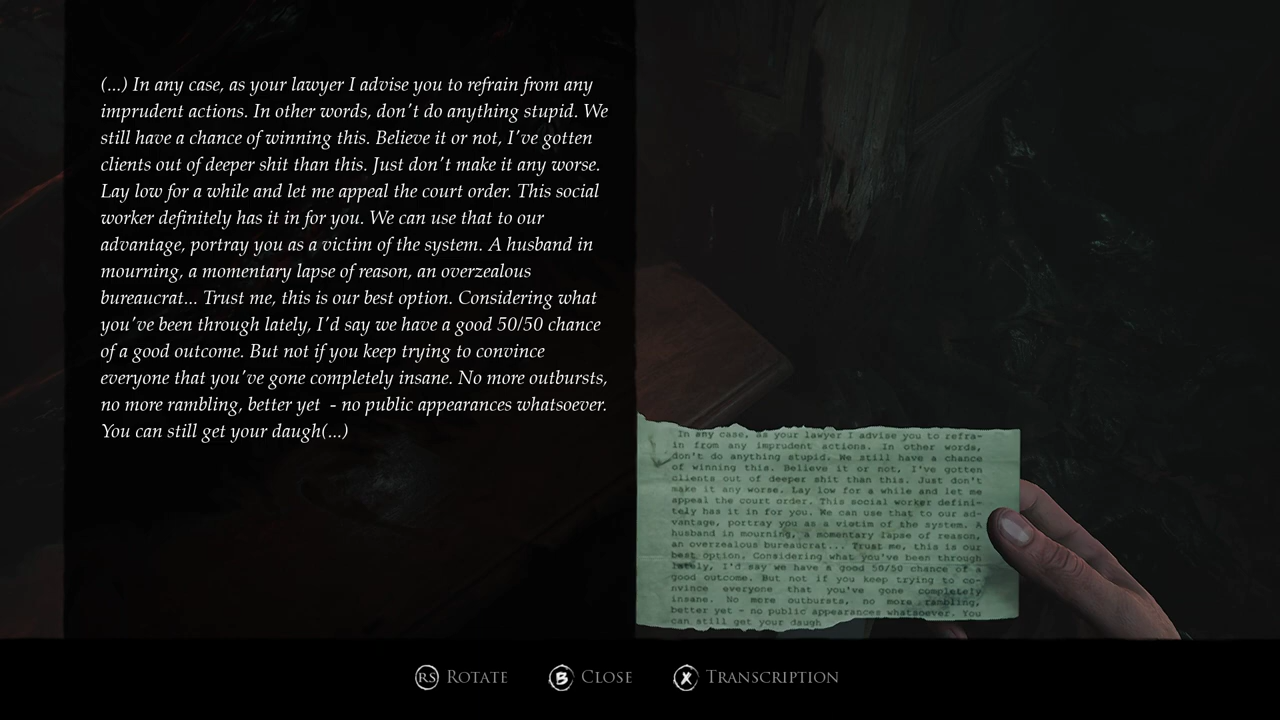 (...) In any case, as your lawyer I advise you to refrain from any
imprudent actions. In other words, don't do anything stupid. We
still have a chance of winning this. Believe it or not, I've gotten
clients out of deeper shit than this. Just don't make it any worse.
Lay low for a while and let me appeal the court order. This social
worker definitely has it in for you. We can use that to our
advantage, portray you as a victim of the system. A husband in
mourning, a momentary lapse of reason, an overzealous
bureaucrat... Trust me, this is our best option. Considering what
you've been through lately, I'd say we have a good 50/50 chance
of a good outcome. But not if you keep trying to convince
everyone that you've gone completely insane. No more outbursts,
no more rambling, better yet  - no public appearances whatsoever.
You can still get your daugh(...)
In any case, as your lawyer I advise you to refra-
in from any imprudent actions. In other words,
don't do anything stupid. We still have a chance
of winning this. Believe it or not, I've gotten
clients out of deeper shit than this. Just don't
make it any worse. Lay low for a while and let me
appeal the court order. This social worker defini-
tely has it in for you. We can use that to our ad-
vantage, portray you as a victim of the system. A
husband in mourning, a momentary lapse of reason,
an overzealous bureaucrat... Trust me, this is our
best option. Considering what you've been through
lately, I'd say we have a good 50/50 chance of a
good outcome. But not if you keep trying to co-
nvince everyone that you've gone completely
insane. No more outbursts, no more rambling,
better yet - no public appearances whatsoever. You
can still get your daugh
RS ROTATE
B CLOSE
X TRANSCRIPTION